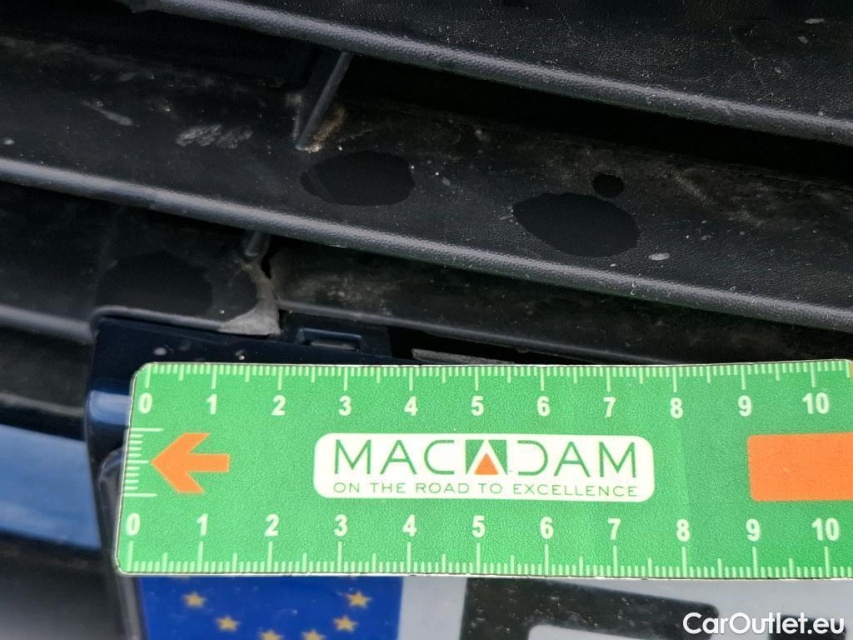 0 1 2 3 4 5 6 7 8 9 10
MACADAM
ON THE ROAD TO EXCELLENCE
0 1 2 3 4 5 6 7 8 9 10
CarOutlet.eu